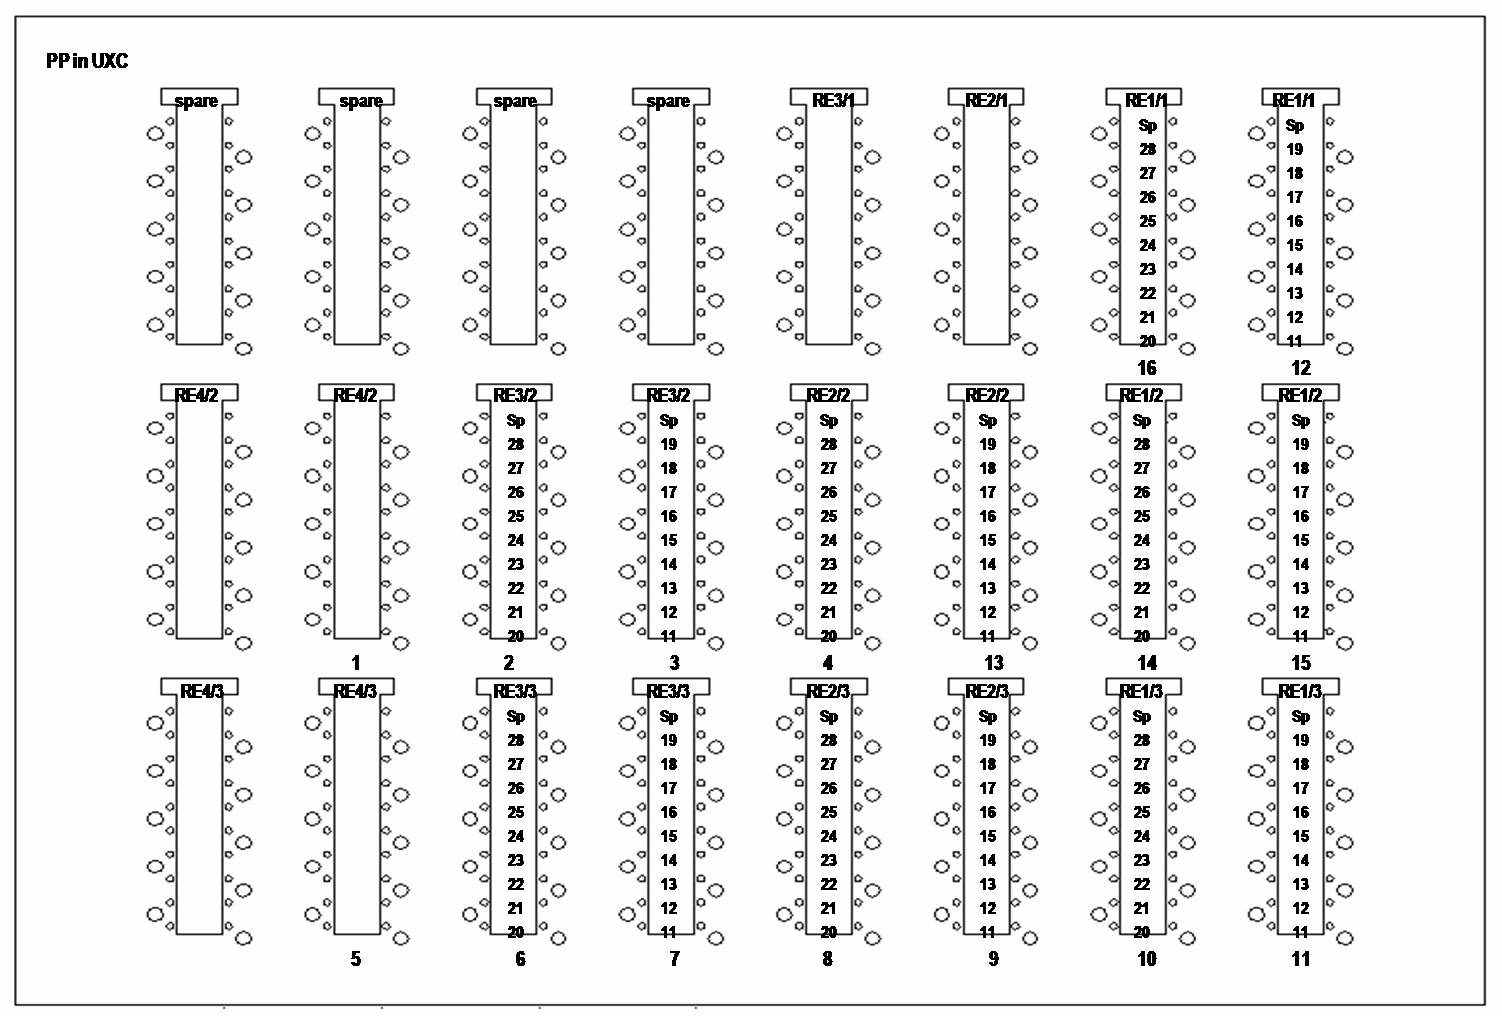 PP in UXC
spare spare spare spare RE3/1 RE2/1 RE1/1 RE1/1
Sp Sp
28 19
27 18
26 17
25 16
24 15
23 14
22 13
21 12
20 11
16 12
RE4/2 RE4/2 RE3/2 RE3/2 RE2/2 RE2/2 RE1/2 RE1/2
Sp Sp Sp Sp Sp Sp
28 19 28 19 28 19
27 18 27 18 27 18
26 17 26 17 26 17
25 16 25 16 25 16
24 15 24 15 24 15
23 14 23 14 23 14
22 13 22 13 22 13
21 12 21 12 21 12
20 11 20 11 20 11
1 2 3 4 13 14 15
RE4/3 RE4/3 RE3/3 RE3/3 RE2/3 RE2/3 RE1/3 RE1/3
Sp Sp Sp Sp Sp Sp
28 19 28 19 28 19
27 18 27 18 27 18
26 17 26 17 26 17
25 16 25 16 25 16
24 15 24 15 24 15
23 14 23 14 23 14
22 13 22 13 22 13
21 12 21 12 21 12
20 11 20 11 20 11
5 6 7 8 9 10 11